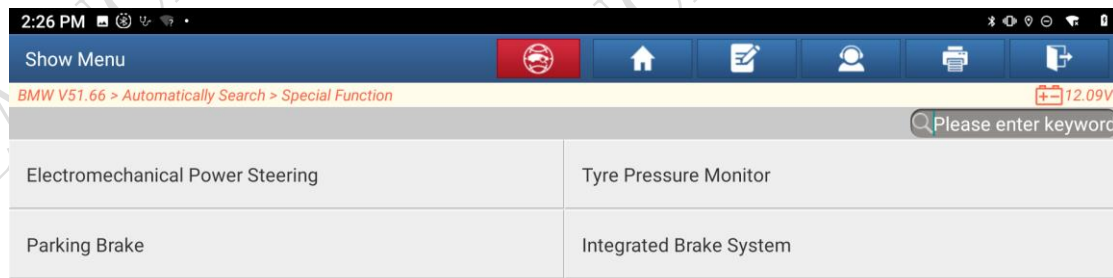 2:26 PM
Show Menu
BMW V51.66 > Automatically Search > Special Function
12.09V
Please enter keyword
Electromechanical Power Steering
Tyre Pressure Monitor
Parking Brake
Integrated Brake System